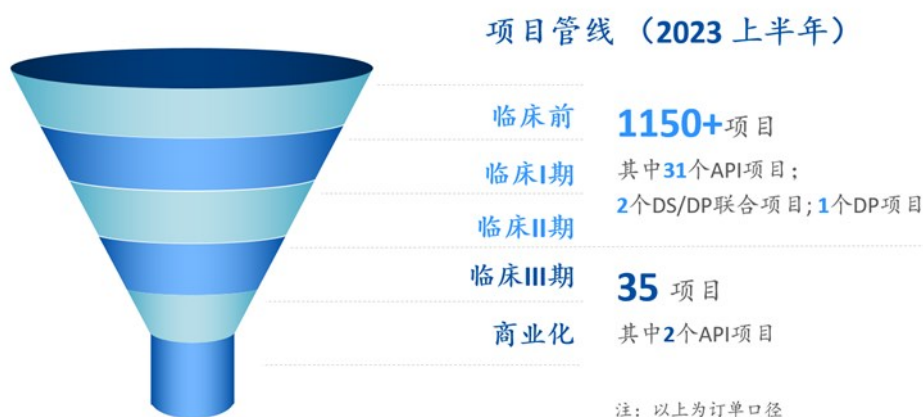 项目管线 （2023 上半年）
临床前
临床I期
临床II期
1150+项目
其中31个API项目；
2个DS/DP联合项目; 1个DP项目
临床III期
商业化
35 项目
其中2个API项目
注：以上为订单口径